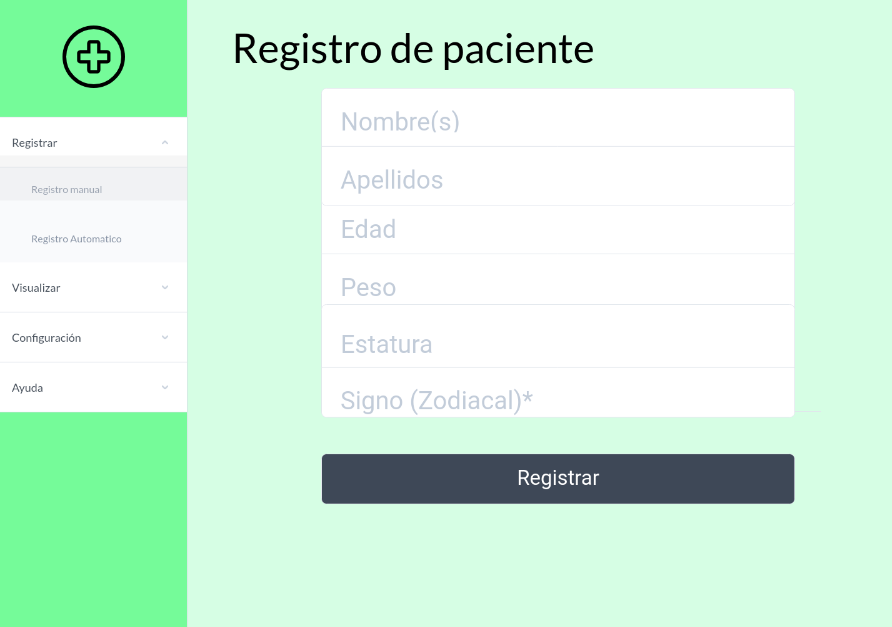 Registro de paciente
Registrar
Registro manual
Registro Automatico
Visualizar
Configuración
Ayuda
Nombre(s)
Apellidos
Edad
Peso
Estatura
Signo (Zodiacal)*
Registrar